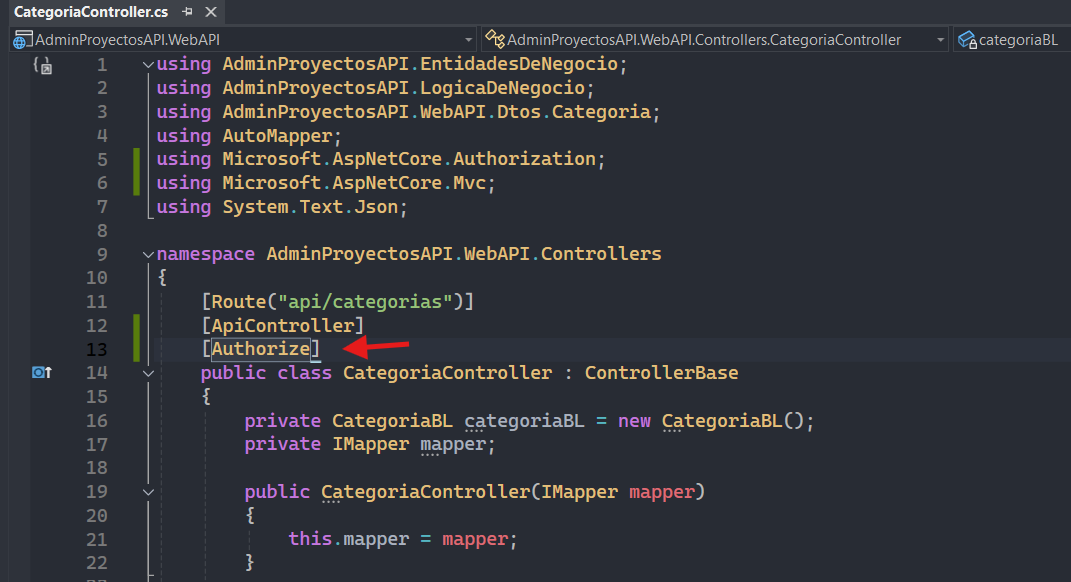 CategoriaController.cs
AdminProyectosAPI.WebAPI AdminProyectosAPI.WebAPI.Controllers.CategoriaController categoriaBL
1 using AdminProyectosAPI.EntidadesDeNegocio;
2 using AdminProyectosAPI.LogicaDeNegocio;
3 using AdminProyectosAPI.WebAPI.Dtos.Categoria;
4 using AutoMapper;
5 using Microsoft.AspNetCore.Authorization;
6 using Microsoft.AspNetCore.Mvc;
7 using System.Text.Json;
8
9 namespace AdminProyectosAPI.WebAPI.Controllers
10 {
11 [Route("api/categorias")]
12 [ApiController]
13 [Authorize]
14 public class CategoriaController : ControllerBase
15 {
16 private CategoriaBL categoriaBL = new CategoriaBL();
17 private IMapper mapper;
18
19 public CategoriaController(IMapper mapper)
20 {
21 this.mapper = mapper;
22 }